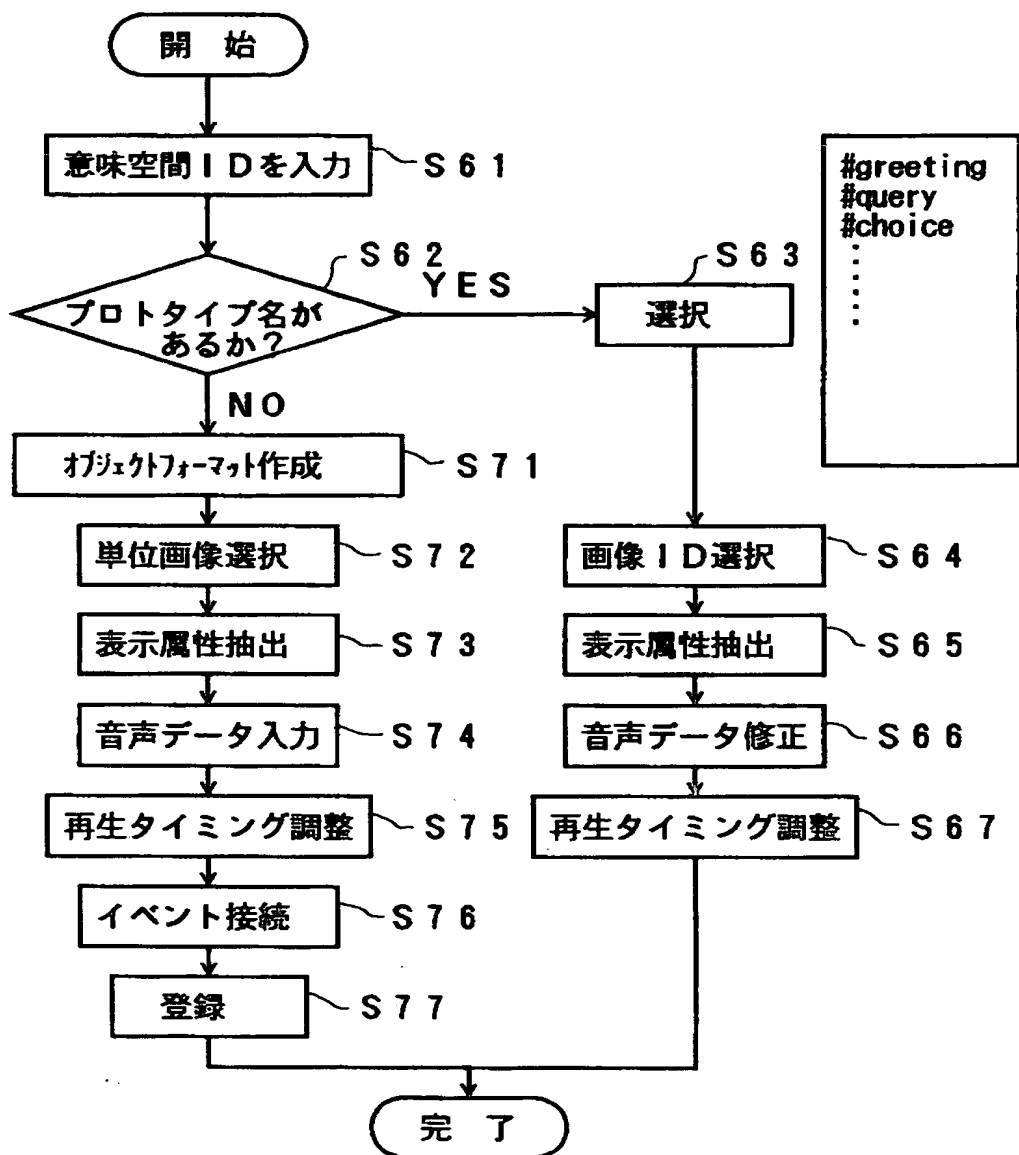 開 始
意味空間IDを入力
S61
S62
プロトタイプ名が
あるか?
YES
NO
S63
選択
#greeting
#query
#choice
オブジェクトフォーマット作成
S71
単位画像選択
S72
表示属性抽出
S73
音声データ入力
S74
再生タイミング調整
S75
イベント接続
S76
登録
S77
画像ID選択
S64
表示属性抽出
S65
音声データ修正
S66
再生タイミング調整
S67
完 了